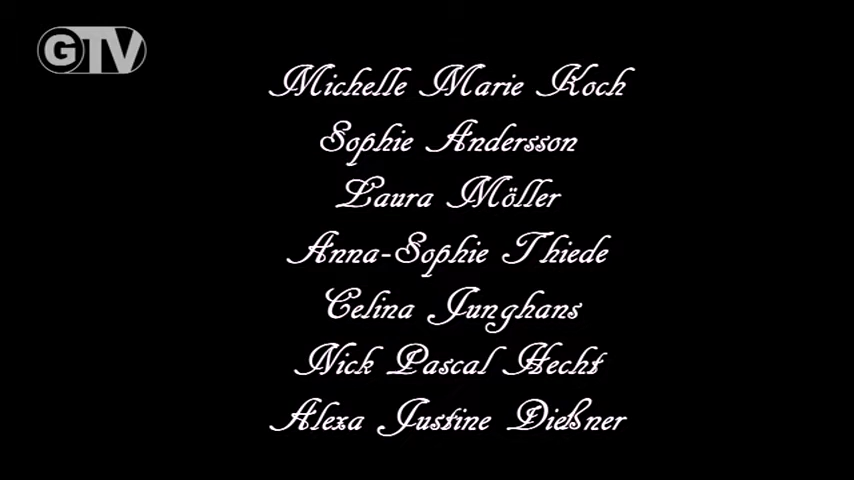 GTV
Michelle Marie Koch
Sophie Andersson
Laura Möller
Anna-Sophie Thiede
Celina Junghans
Nick Pascal Hecht
Alexa Justine Dießner